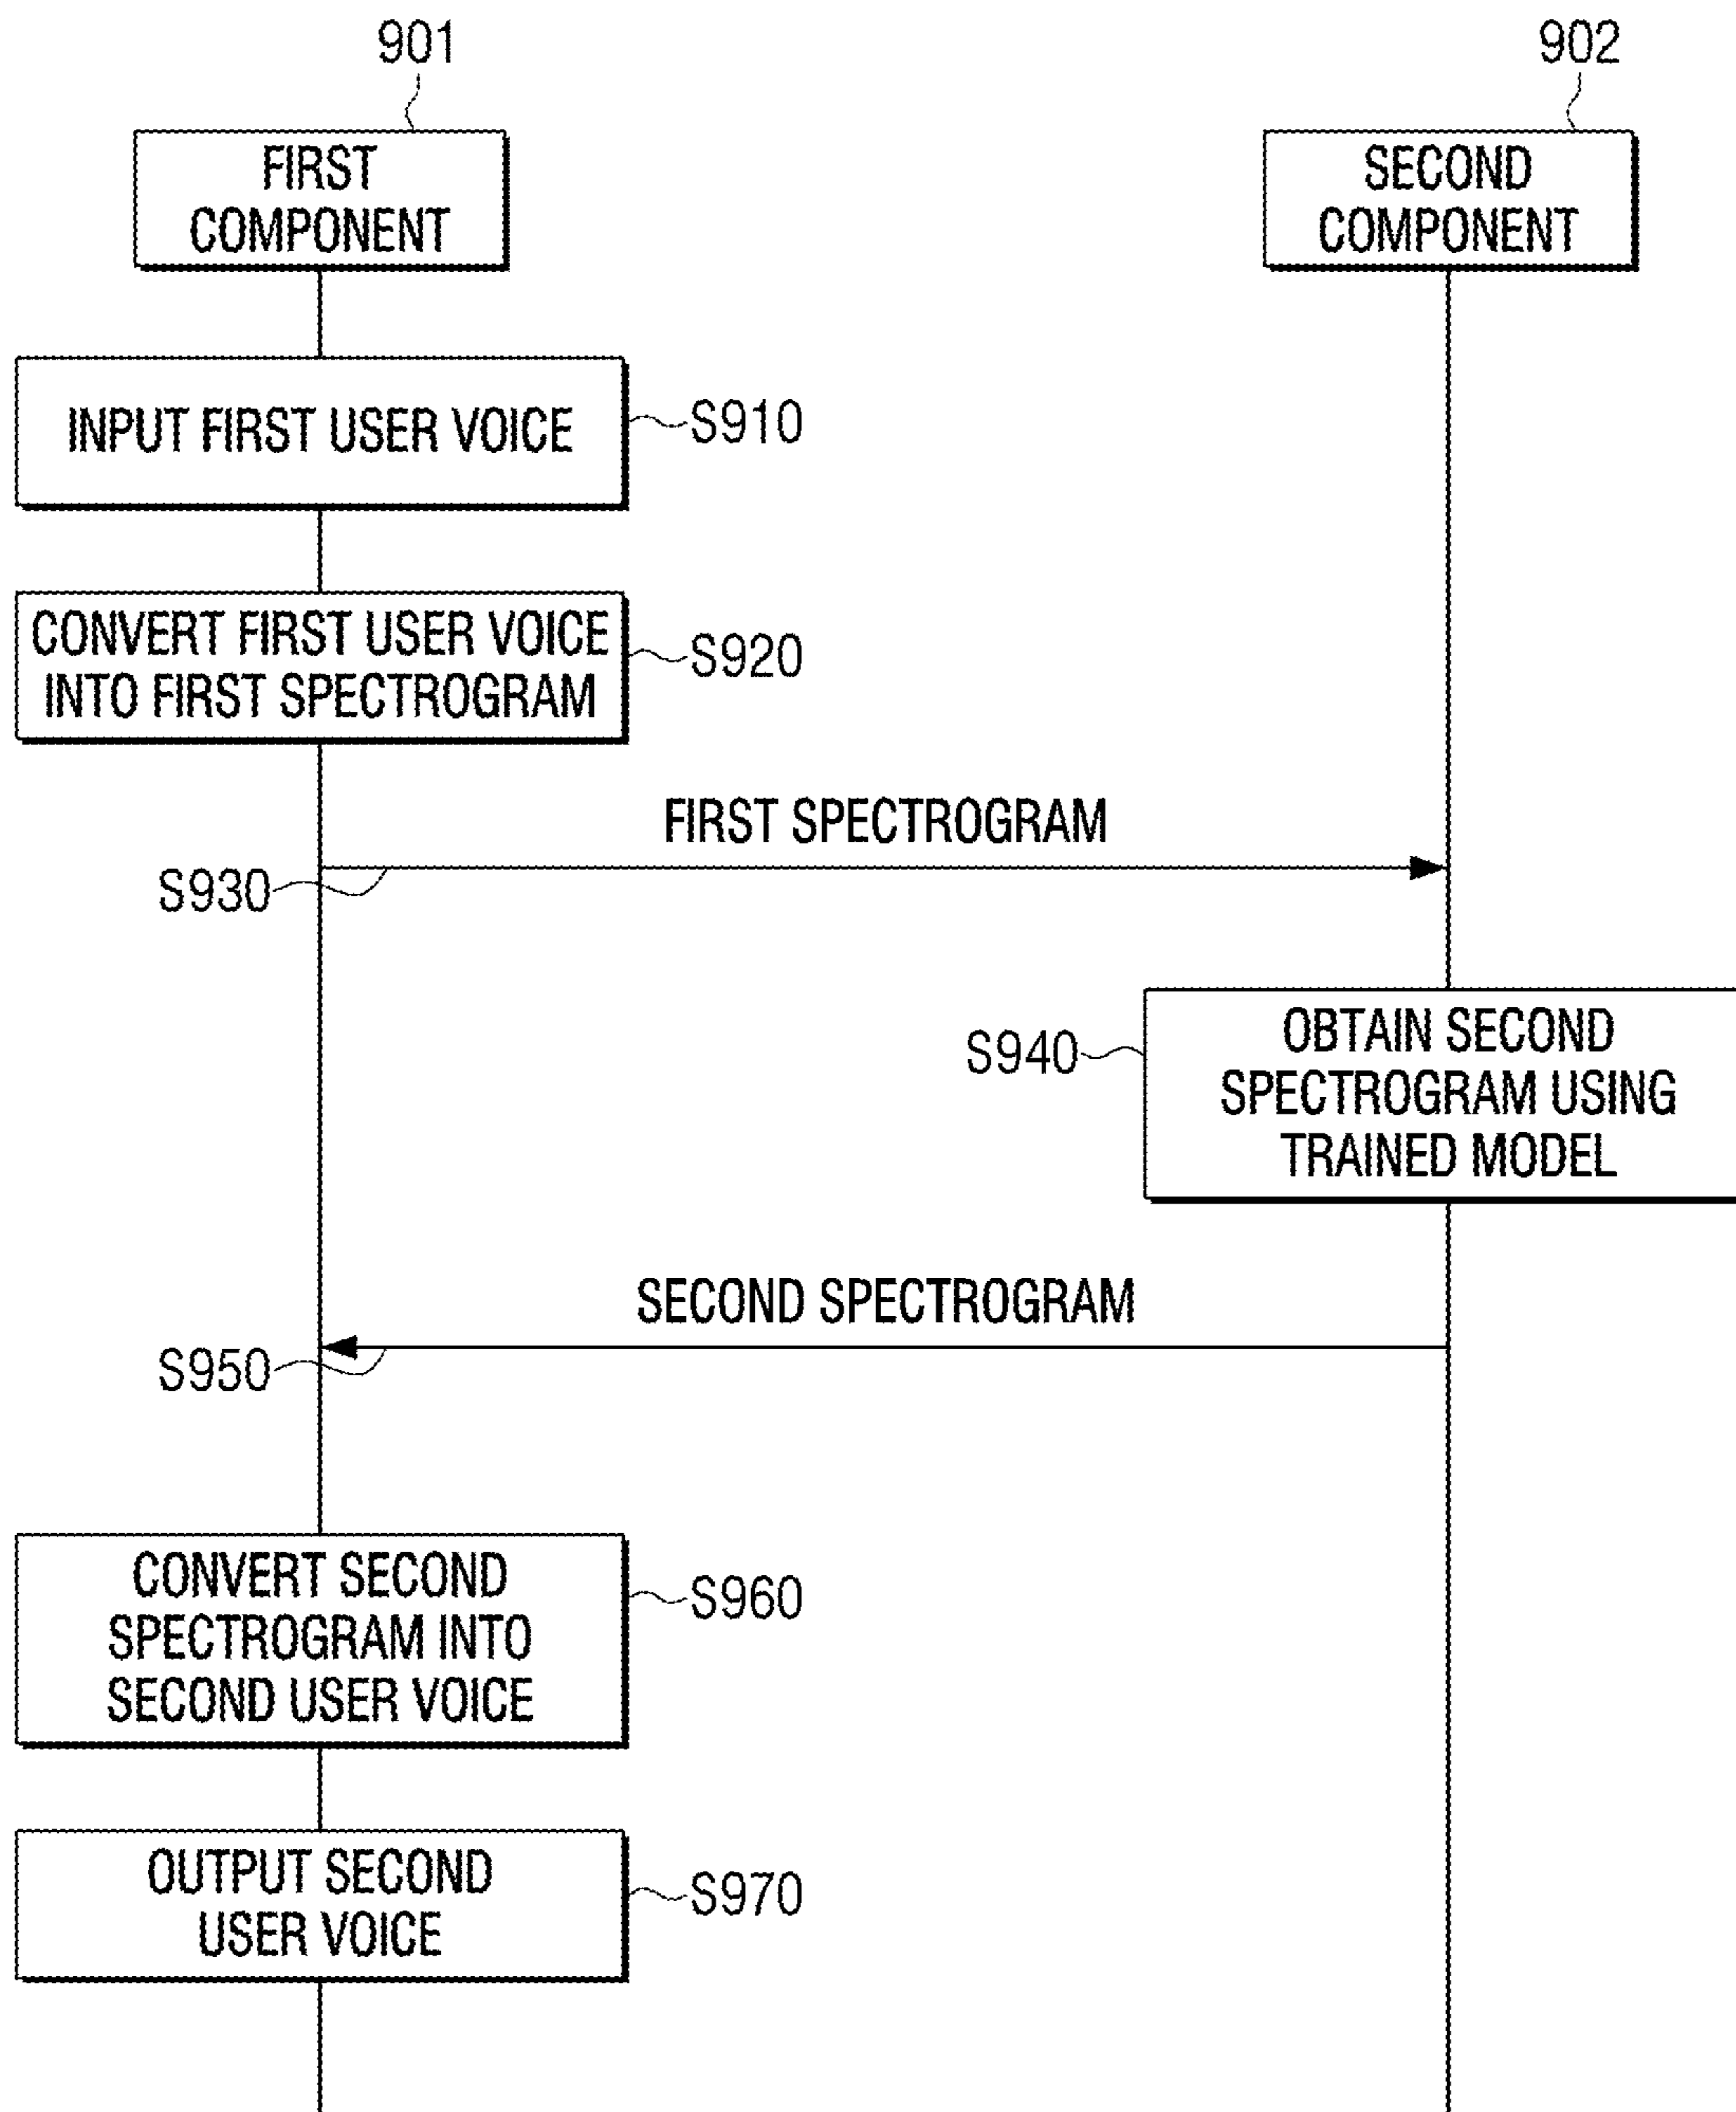 901
902
FIRST
COMPONENT
SECOND
COMPONENT
INPUT FIRST USER VOICE
S910
CONVERT FIRST USER VOICE
INTO FIRST SPECTROGRAM
S920
FIRST SPECTROGRAM
S930
OBTAIN SECOND
SPECTROGRAM USING
TRAINED MODEL
S940
SECOND SPECTROGRAM
S950
CONVERT SECOND
SPECTROGRAM INTO
SECOND USER VOICE
S960
OUTPUT SECOND
USER VOICE
S970